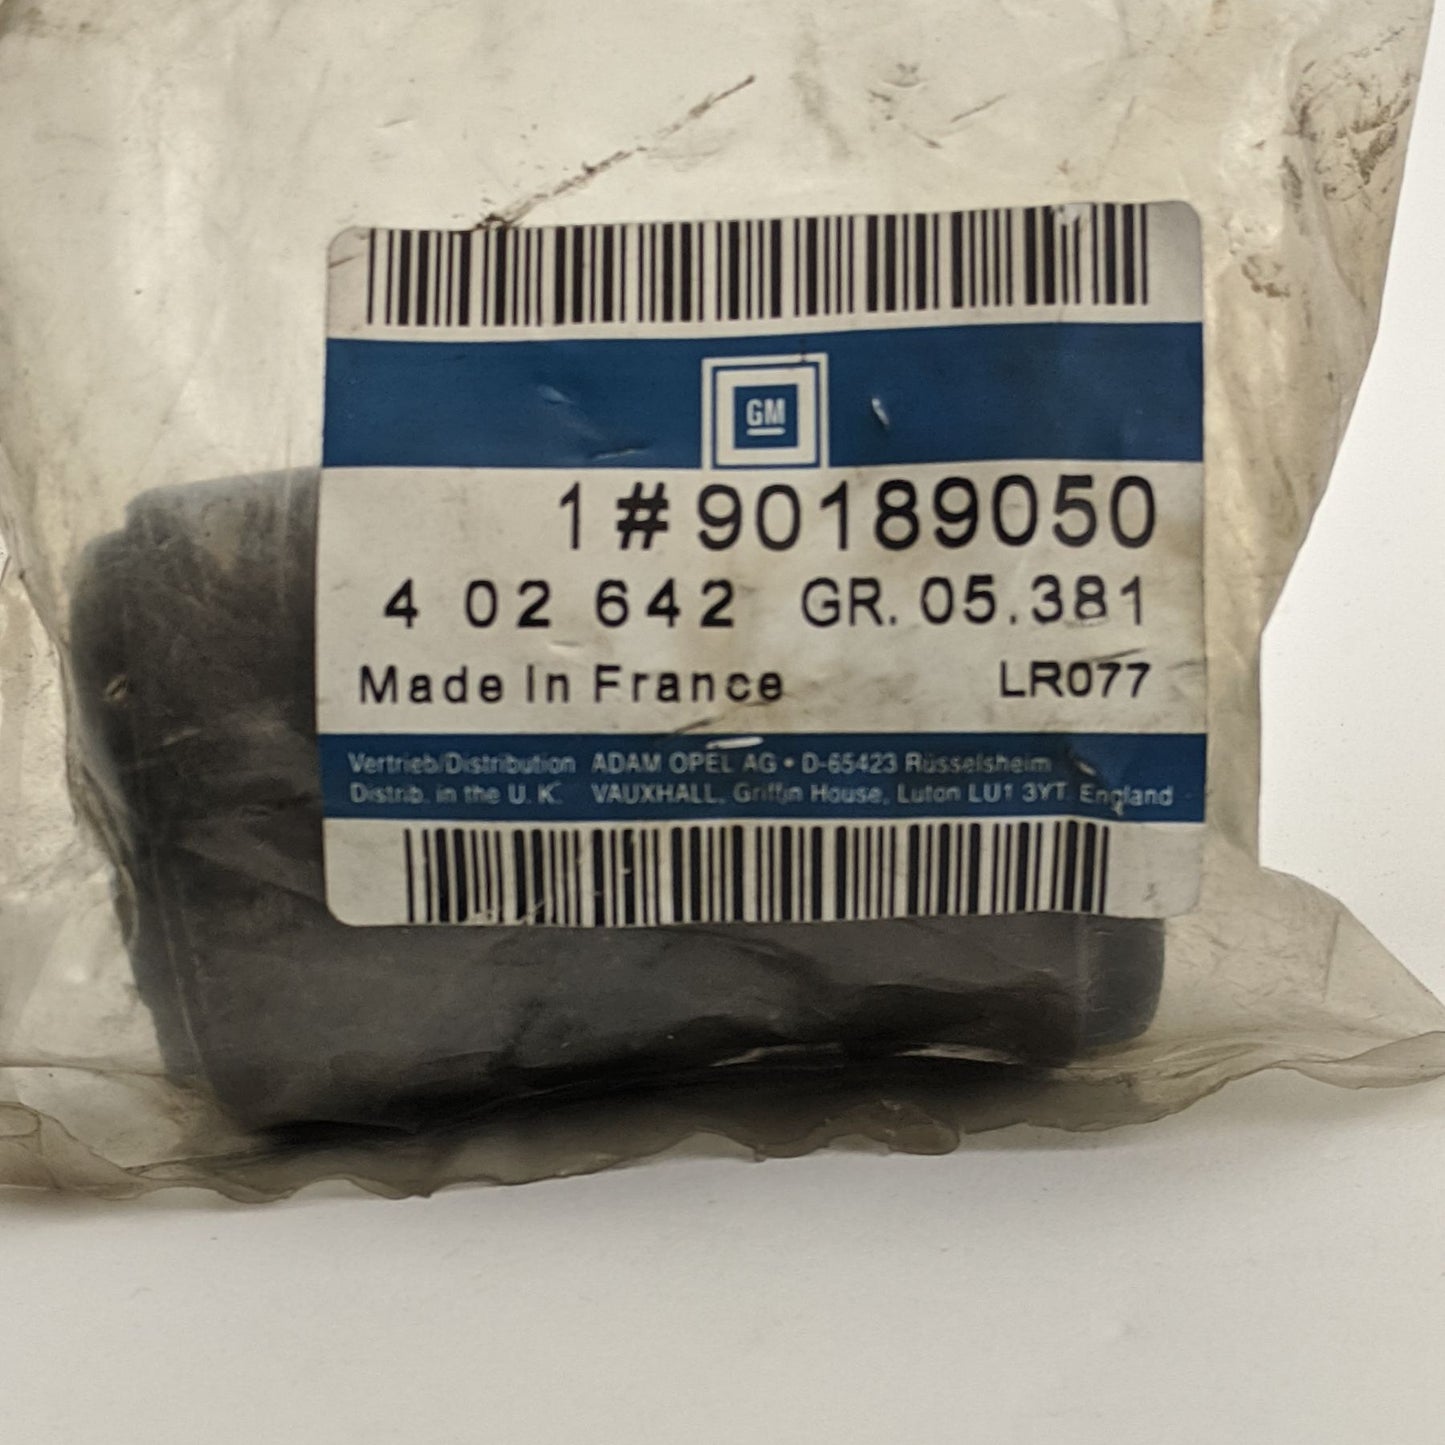 GM
1 # 90189050
4 02 642 GR. 05.381
Made In France LR077
Vertrieb/Distribution ADAM OPEL AG • D-65423 Rüsselsheim
Distrib. in the U. K. VAUXHALL, Griffin House, Luton LU1 3YT. England